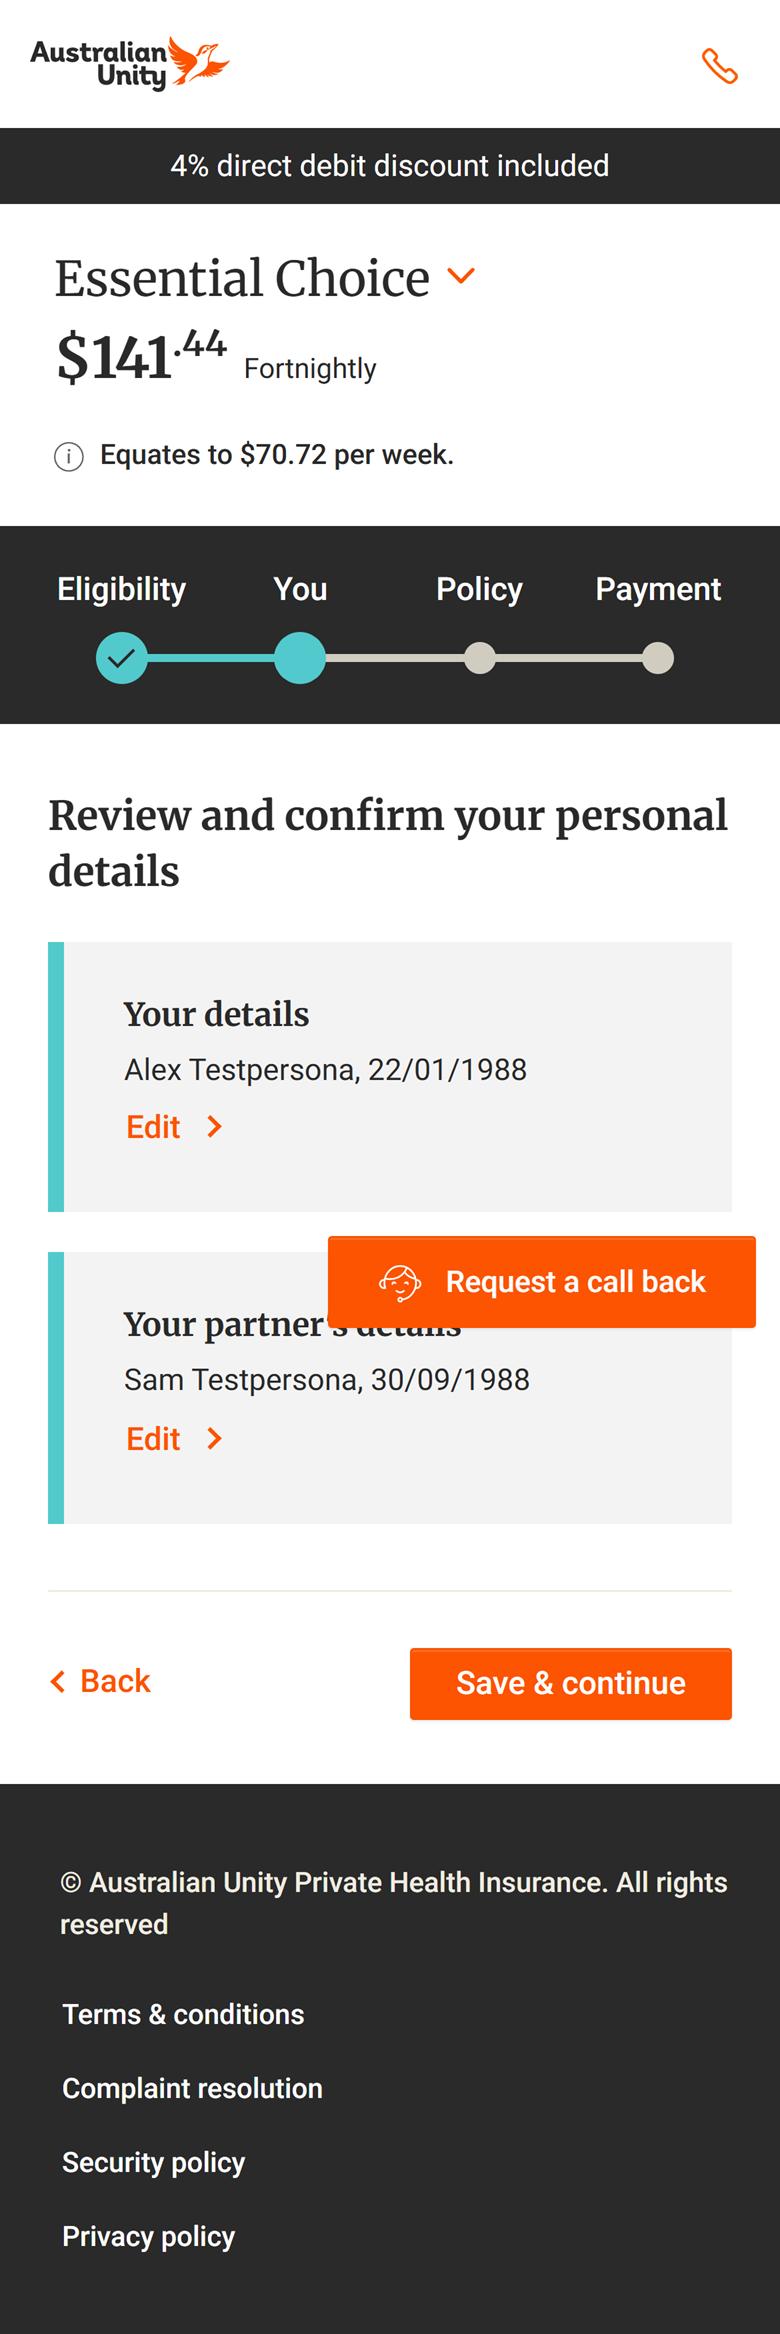 Australian
Unity
4% direct debit discount included
Essential Choice
$141.44 Fortnightly
Equates to $70.72 per week.
Eligibility You Policy Payment
Review and confirm your personal
details
Your details
Alex Testpersona, 22/01/1988
Edit
Request a call back
Your partner's details
Sam Testpersona, 30/09/1988
Edit
Back
Save & continue
© Australian Unity Private Health Insurance. All rights
reserved
Terms & conditions
Complaint resolution
Security policy
Privacy policy